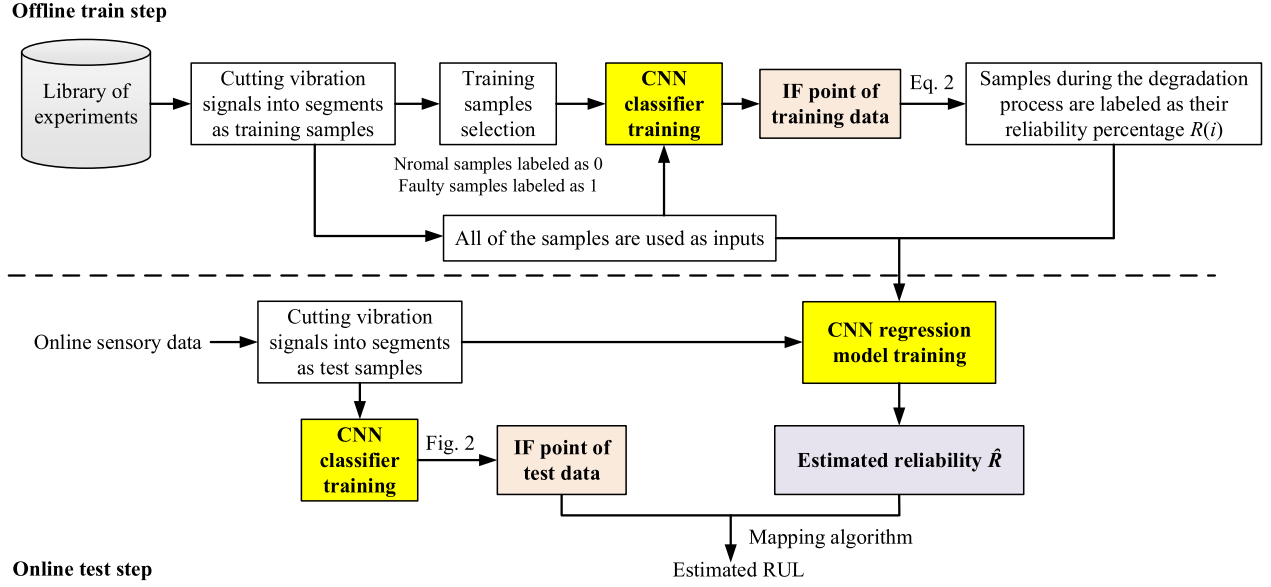 Offline train step
Library of
experiments
Cutting vibration
signals into segments
as training samples
Training
samples
selection
CNN
classifier
training
IF point of
training data
Eq. 2
Samples during the degradation
process are labeled as their
reliability percentage R(i)
Nromal samples labeled as 0
Faulty samples labeled as 1
All of the samples are used as inputs
Online sensory data
Cutting vibration
signals into segments
as test samples
CNN regression
model training
CNN
classifier
training
Fig. 2
IF point of
test data
Estimated reliability R̂
Mapping algorithm
Estimated RUL
Online test step